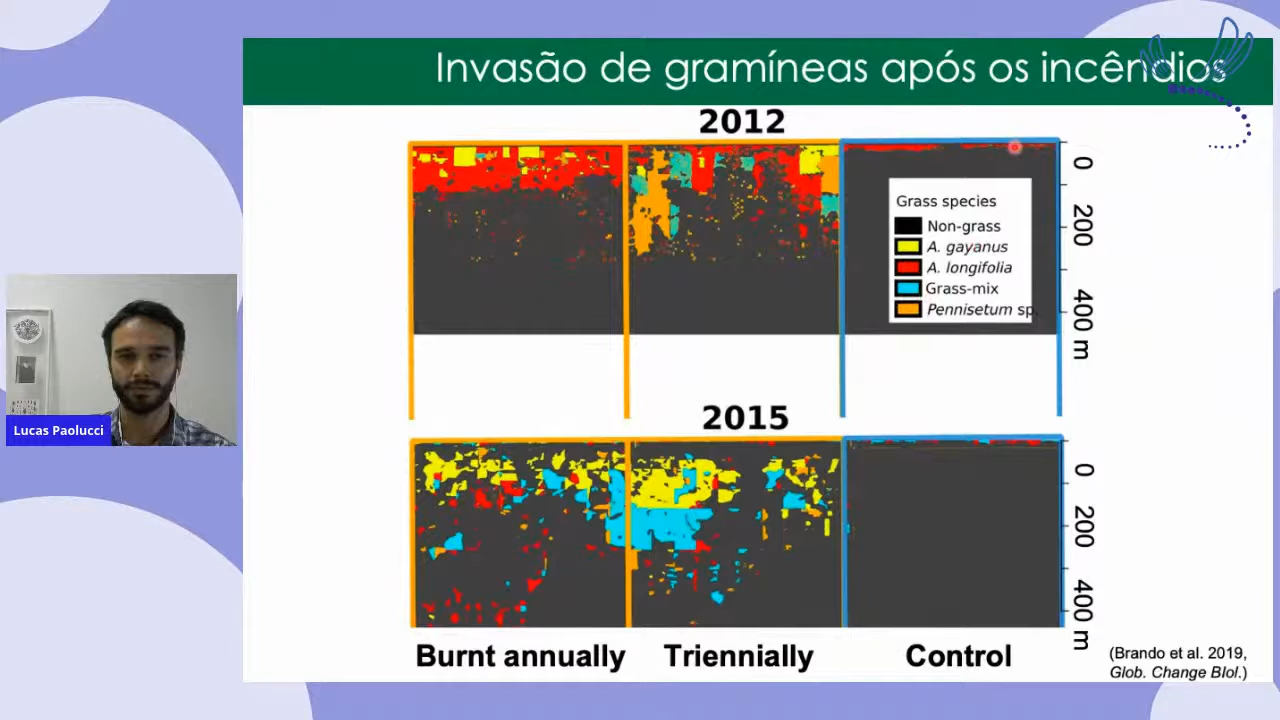 Invasão de gramíneas após os incêndios
2012
Grass species
Non-grass
A. gayanus
A. longifolia
Grass-mix
Pennisetum sp.
0
200
400 m
Lucas Paolucci
2015
0
200
400 m
Burnt annually
Triennially
Control
(Brando et al. 2019,
Glob. Change Biol.)